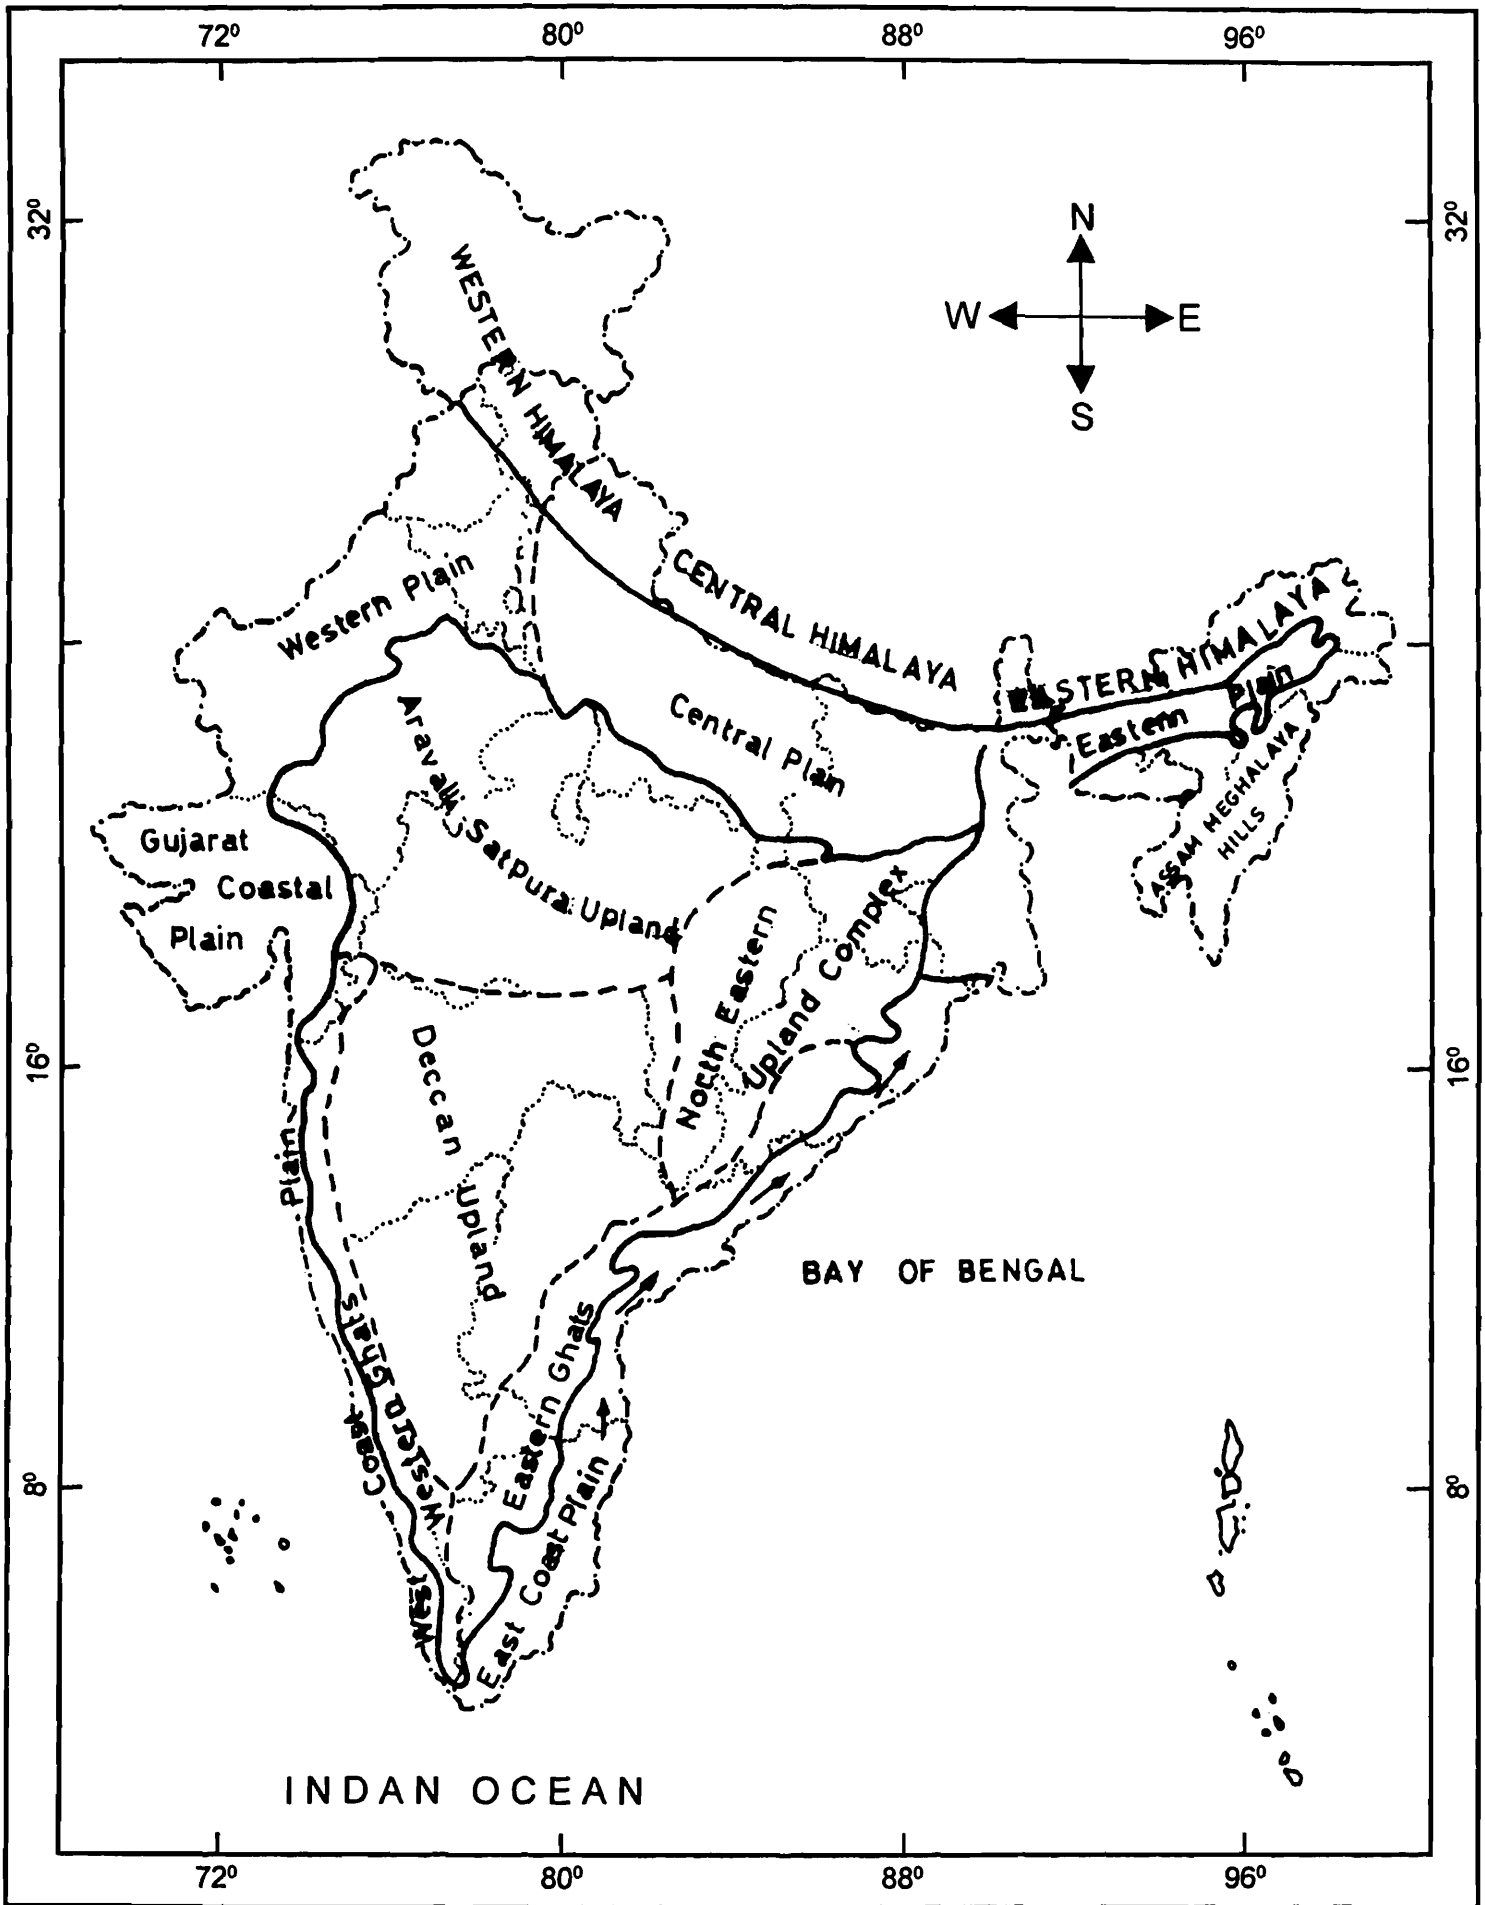 72⁰ 80⁰ 88⁰ 96⁰
32⁰ 32⁰
N
W E
S
WESTERN HIMALAYA
CENTRAL HIMALAYA
EASTERN HIMALAYA
Western Plain
Central Plain
Eastern Plain
ASSAM MEGHALAYA
HILLS
Aravalli Satpura Upland
Gujarat
Coastal
Plain
North Eastern
Upland Complex
16⁰ 16⁰
Deccan Upland
BAY OF BENGAL
Western Ghats
Eastern Ghats
West Coast Plain
East Coast Plain
8⁰ 8⁰
INDAN OCEAN
72⁰ 80⁰ 88⁰ 96⁰